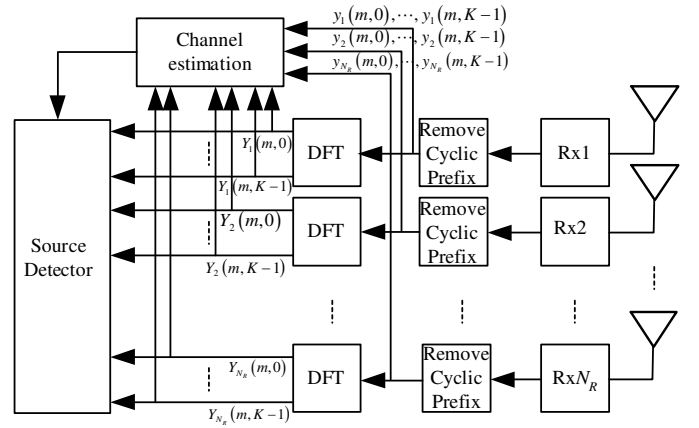 y₁(m,0),⋯,y₁(m,K−1)
y₂(m,0),⋯,y₂(m,K−1)
y_{N_R}(m,0),⋯,y_{N_R}(m,K−1)
Channel
estimation
Source
Detector
Y₁(m,0)
Y₁(m,K−1)
DFT
Remove
Cyclic
Prefix
Rx1
Y₂(m,0)
Y₂(m,K−1)
DFT
Remove
Cyclic
Prefix
Rx2
Y_{N_R}(m,0)
Y_{N_R}(m,K−1)
DFT
Remove
Cyclic
Prefix
RxN_R